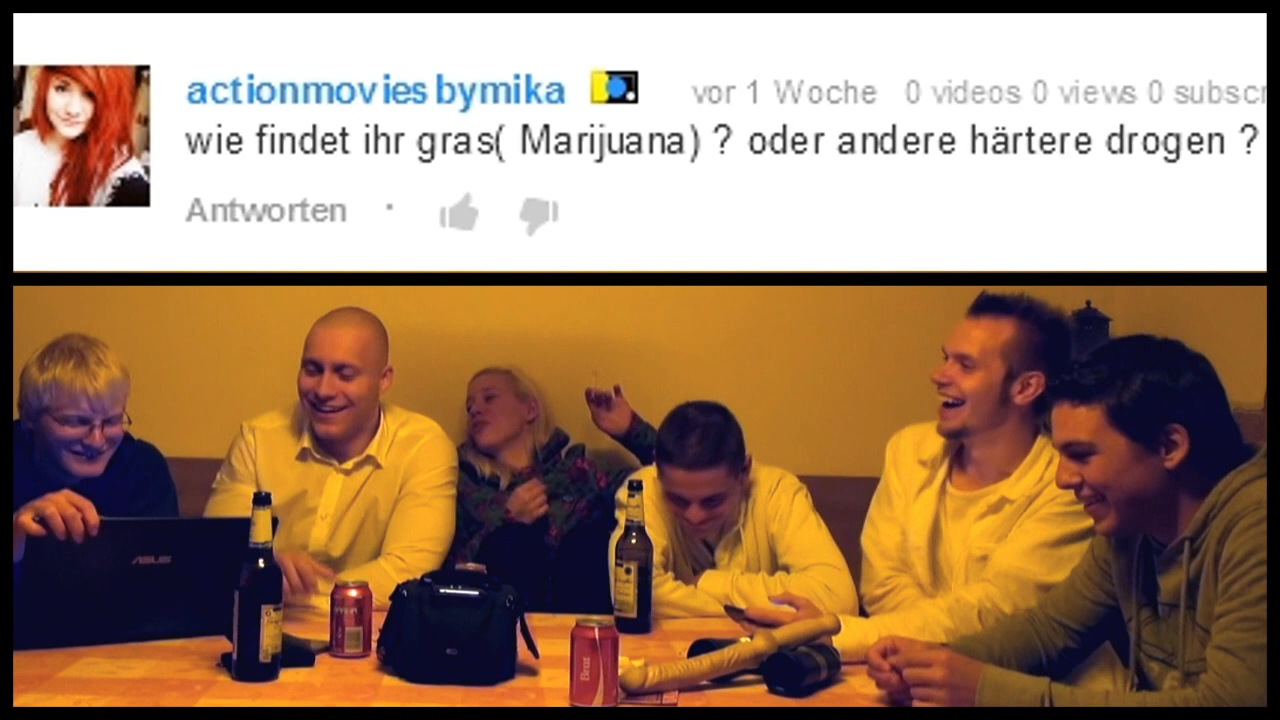 actionmoviesbymika vor 1 Woche 0 videos 0 views 0 subscr
wie findet ihr gras( Marijuana) ? oder andere härtere drogen ?
Antworten ·
ASUS
Brat